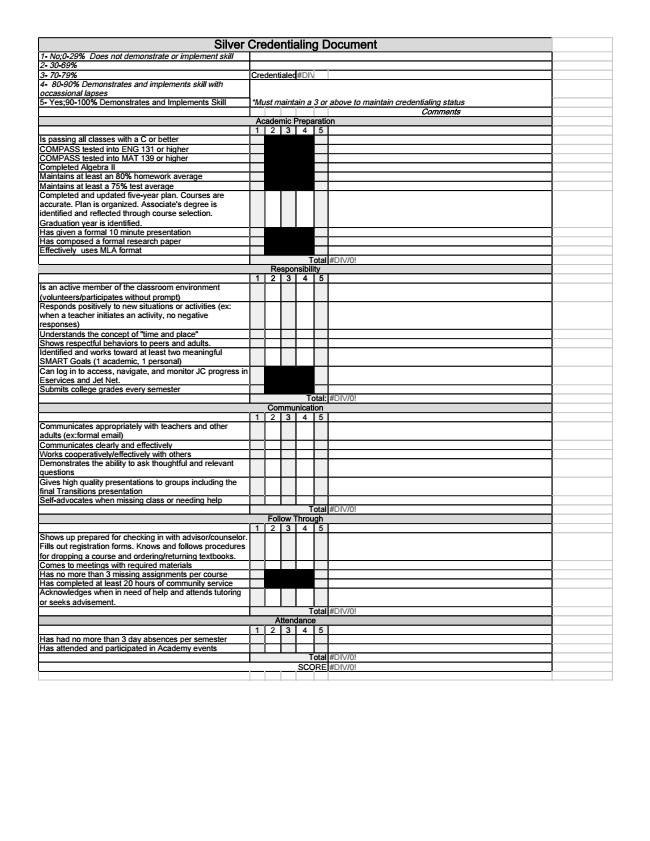 Silver Credentialing Document
1- No;0-29%  Does not demonstrate or implement skill
2- 30-69%
3- 70-79% Credentialed #DIV
4-  80-90% Demonstrates and implements skill with
occassional lapses
5- Yes;90-100% Demonstrates and Implements Skill *Must maintain a 3 or above to maintain credentialing status
Comments
Academic Preparation
1 2 3 4 5
Is passing all classes with a C or better
COMPASS tested into ENG 131 or higher
COMPASS tested into MAT 139 or higher
Completed Algebra II
Maintains at least an 80% homework average
Maintains at least a 75% test average
Completed and updated five-year plan. Courses are
accurate. Plan is organized. Associate's degree is
identified and reflected through course selection.
Graduation year is identified.
Has given a formal 10 minute presentation
Has composed a formal research paper
Effectively  uses MLA format
Total #DIV/0!
Responsibility
1 2 3 4 5
Is an active member of the classroom environment
(volunteers/participates without prompt)
Responds positively to new situations or activities (ex:
when a teacher initiates an activity, no negative
responses)
Understands the concept of "time and place"
Shows respectful behaviors to peers and adults.
Identified and works toward at least two meaningful
SMART Goals (1 academic, 1 personal)
Can log in to access, navigate, and monitor JC progress in
Eservices and Jet Net.
Submits college grades every semester
Total: #DIV/0!
Communication
1 2 3 4 5
Communicates appropriately with teachers and other
adults (ex:formal email)
Communicates clearly and effectively
Works cooperatively/effectively with others
Demonstrates the ability to ask thoughtful and relevant
questions
Gives high quality presentations to groups including the
final Transitions presentation
Self-advocates when missing class or needing help
Total #DIV/0!
Follow Through
1 2 3 4 5
Shows up prepared for checking in with advisor/counselor.
Fills out registration forms. Knows and follows procedures
for dropping a course and ordering/returning textbooks.
Comes to meetings with required materials
Has no more than 3 missing assignments per course
Has completed at least 20 hours of community service
Acknowledges when in need of help and attends tutoring
or seeks advisement.
Total #DIV/0!
Attendance
1 2 3 4 5
Has had no more than 3 day absences per semester
Has attended and participated in Academy events
Total #DIV/0!
SCORE #DIV/0!